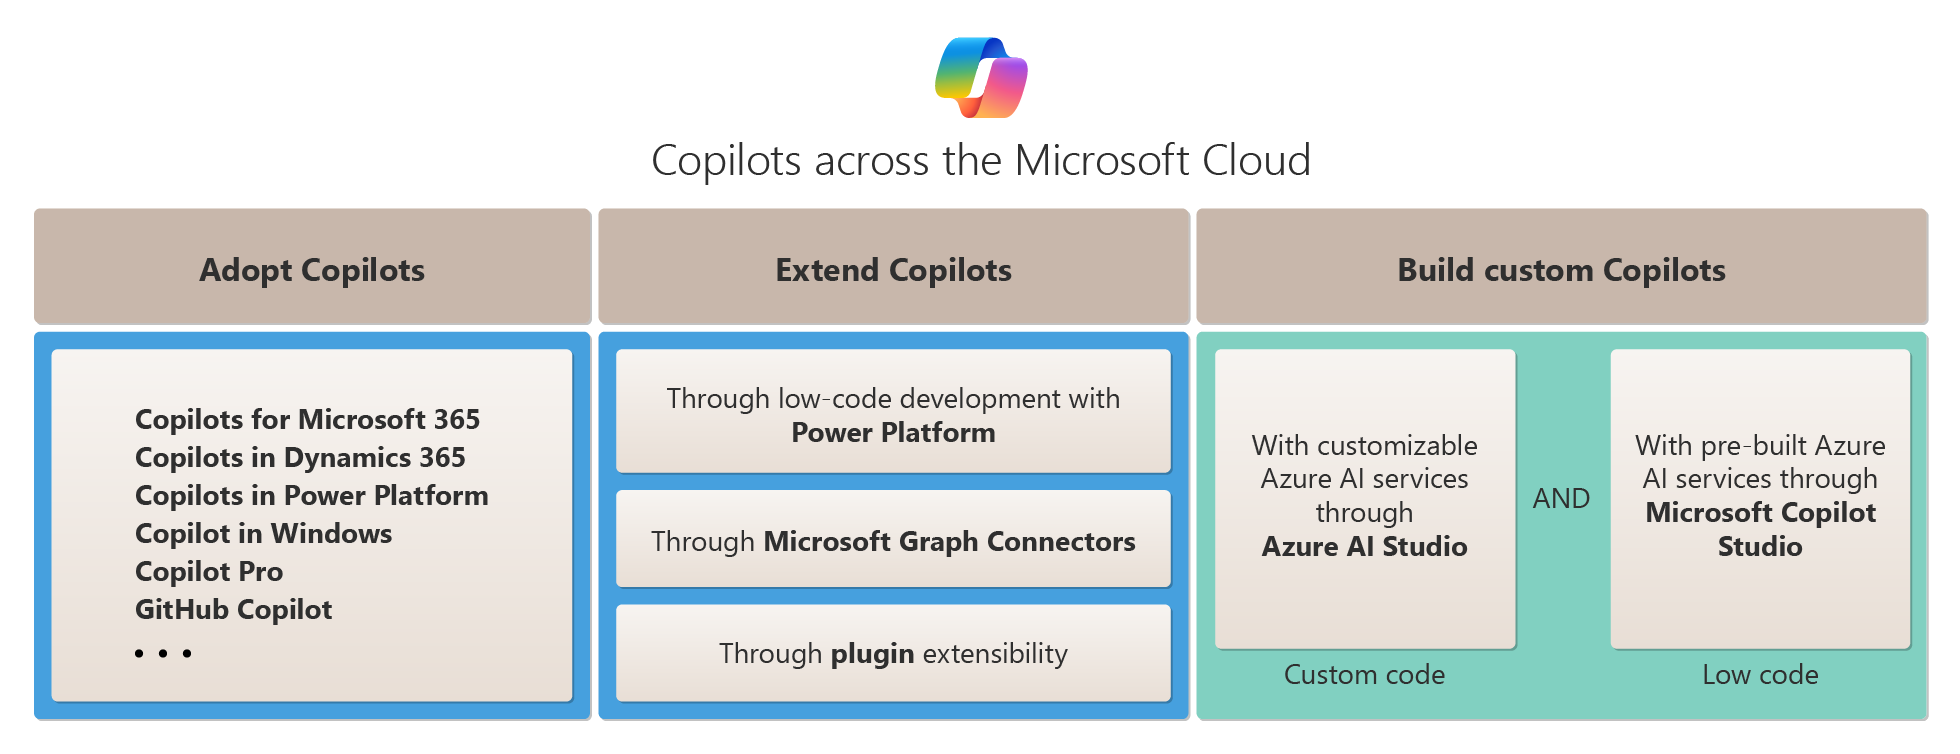 Copilots across the Microsoft Cloud
Adopt Copilots
Copilots for Microsoft 365
Copilots in Dynamics 365
Copilots in Power Platform
Copilot in Windows
Copilot Pro
GitHub Copilot
• • •
Extend Copilots
Through low-code development with
Power Platform
Through Microsoft Graph Connectors
Through plugin extensibility
Build custom Copilots
With customizable
Azure AI services
through
Azure AI Studio
Custom code
AND
With pre-built Azure
AI services through
Microsoft Copilot
Studio
Low code